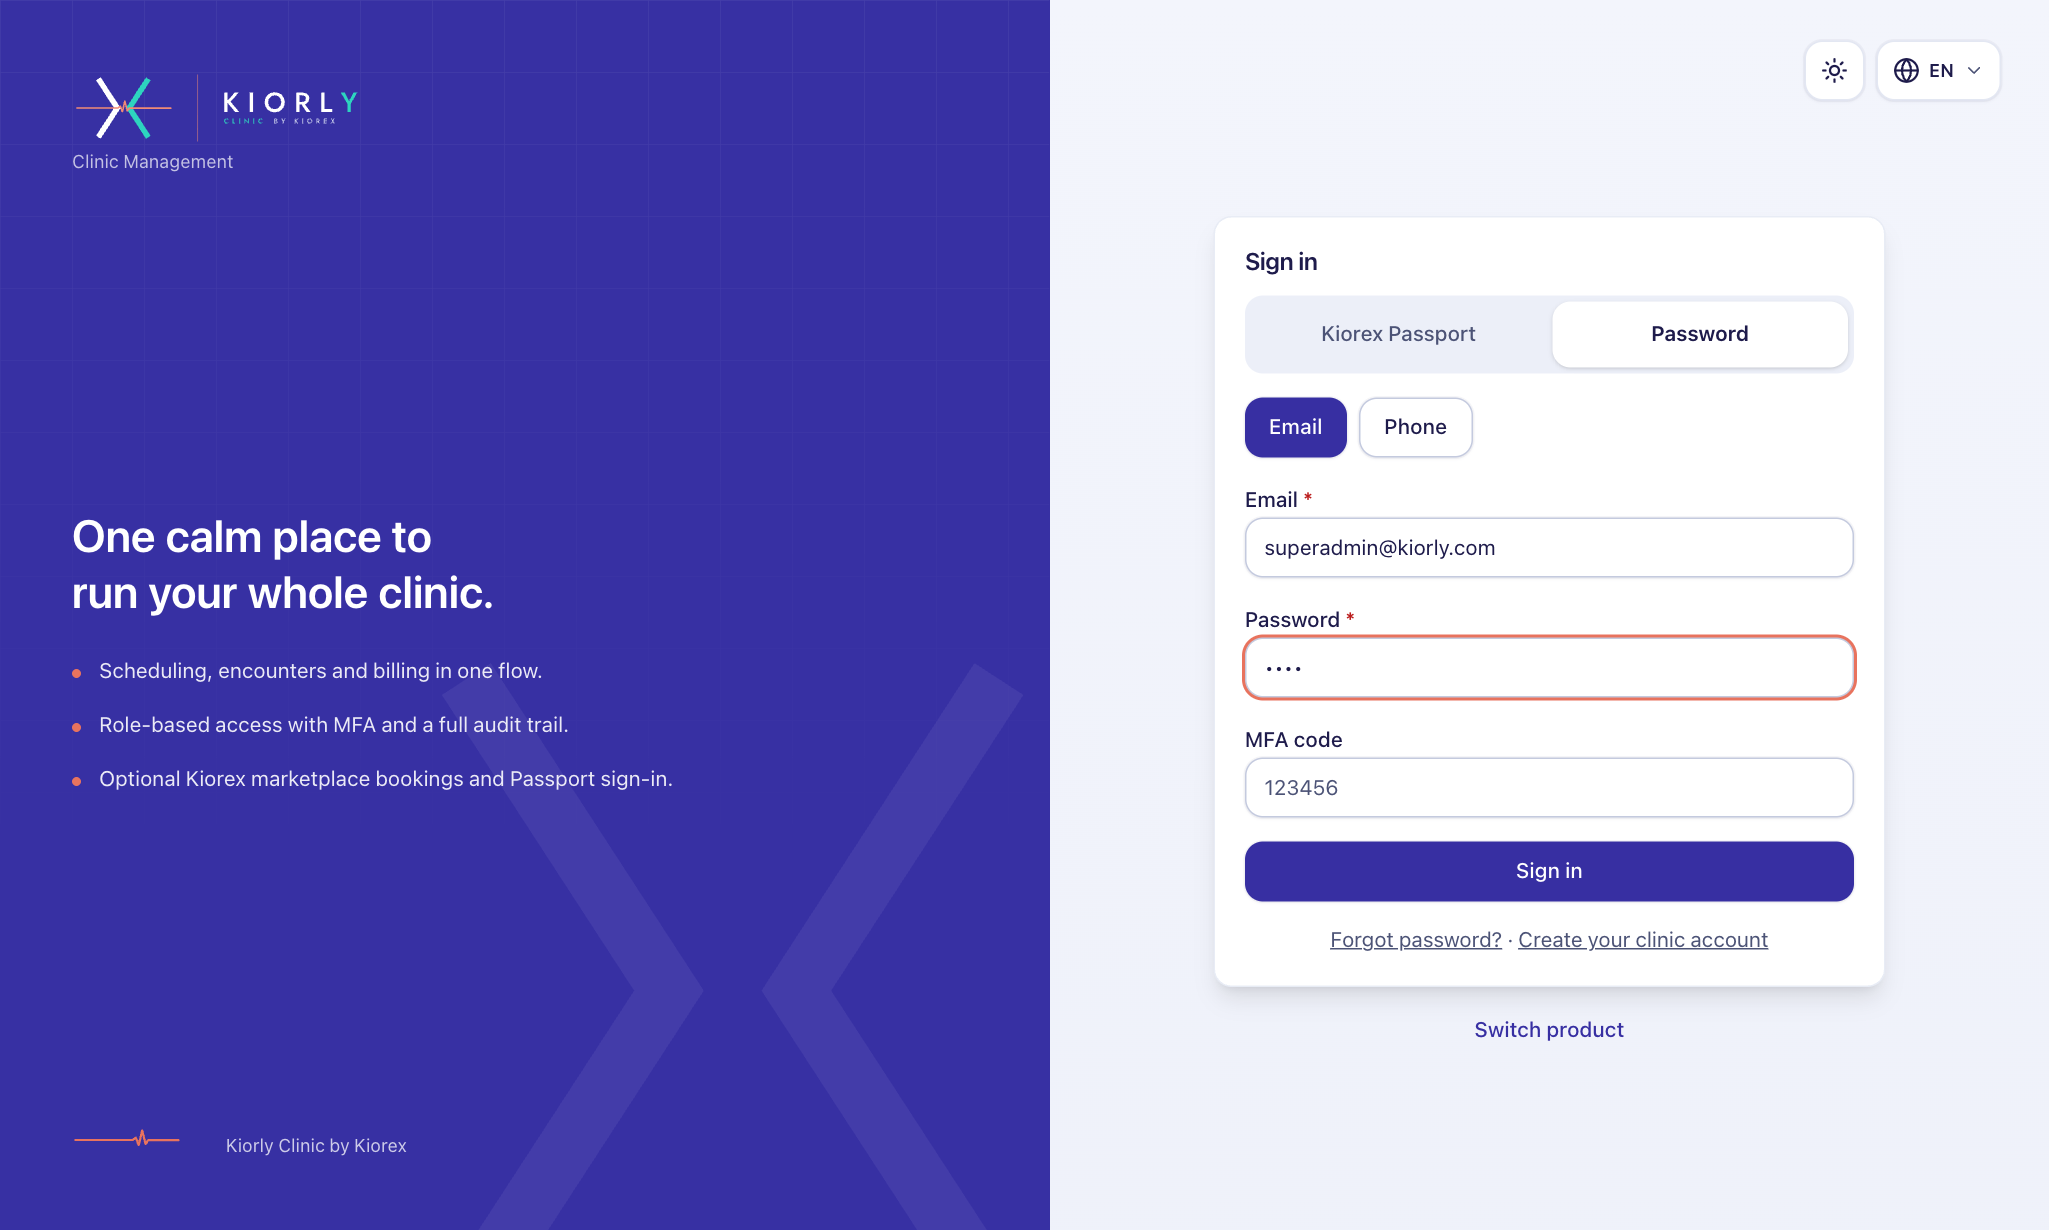 KIORLY
CLINIC BY KIOREX
Clinic Management
One calm place to
run your whole clinic.
Scheduling, encounters and billing in one flow.
Role-based access with MFA and a full audit trail.
Optional Kiorex marketplace bookings and Passport sign-in.
Kiorly Clinic by Kiorex
EN
Sign in
Kiorex Passport
Password
Email
Phone
Email *
superadmin@kiorly.com
Password *
••••
MFA code
123456
Sign in
Forgot password? · Create your clinic account
Switch product